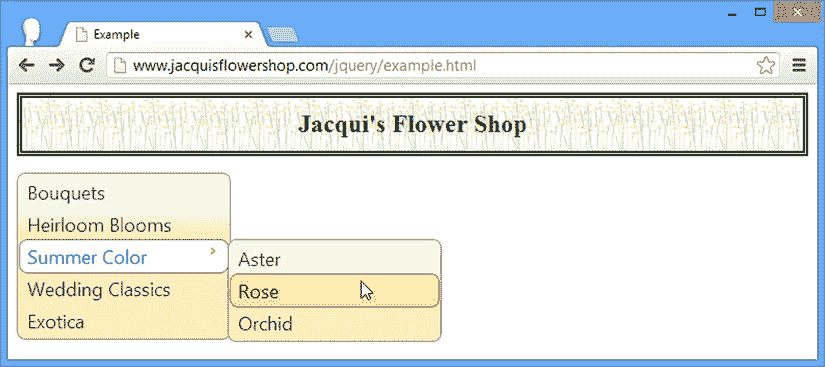 Example
www.jacquisflowershop.com/jquery/example.html
Jacqui's Flower Shop
Bouquets
Heirloom Blooms
Summer Color
Wedding Classics
Exotica
Aster
Rose
Orchid